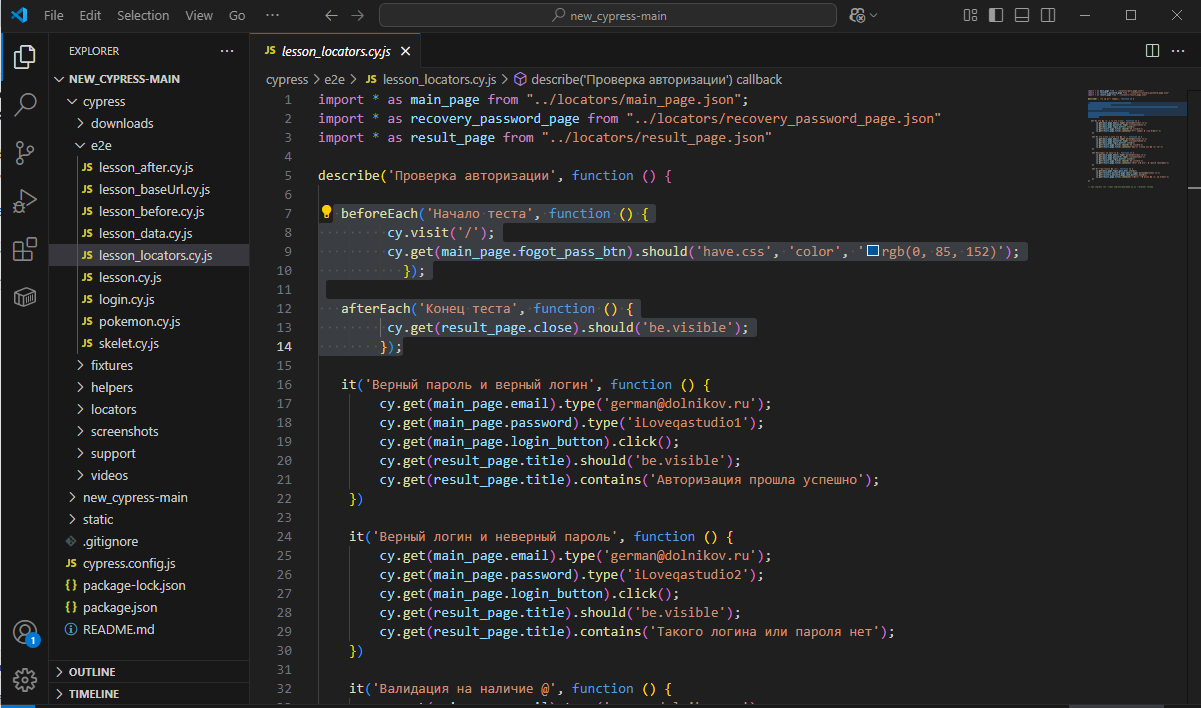 File Edit Selection View Go ··· new_cypress-main
EXPLORER ···
NEW_CYPRESS-MAIN
cypress
downloads
e2e
JS lesson_after.cy.js
JS lesson_baseUrl.cy.js
JS lesson_before.cy.js
JS lesson_data.cy.js
JS lesson_locators.cy.js
JS lesson.cy.js
JS login.cy.js
JS pokemon.cy.js
JS skelet.cy.js
fixtures
helpers
locators
screenshots
support
videos
new_cypress-main
static
.gitignore
JS cypress.config.js
{} package-lock.json
{} package.json
README.md
1
OUTLINE
TIMELINE
JS lesson_locators.cy.js
cypress > e2e > JS lesson_locators.cy.js > describe('Проверка авторизации') callback
1 import * as main_page from "../locators/main_page.json";
2 import * as recovery_password_page from "../locators/recovery_password_page.json"
3 import * as result_page from "../locators/result_page.json"
4
5 describe('Проверка авторизации', function () {
6
7 beforeEach('Начало теста', function () {
8 cy.visit('/');
9 cy.get(main_page.fogot_pass_btn).should('have.css', 'color', 'rgb(0, 85, 152)');
10 });
11
12 afterEach('Конец теста', function () {
13 cy.get(result_page.close).should('be.visible');
14 });
15
16 it('Верный пароль и верный логин', function () {
17 cy.get(main_page.email).type('german@dolnikov.ru');
18 cy.get(main_page.password).type('iLoveqastudio1');
19 cy.get(main_page.login_button).click();
20 cy.get(result_page.title).should('be.visible');
21 cy.get(result_page.title).contains('Авторизация прошла успешно');
22 })
23
24 it('Верный логин и неверный пароль', function () {
25 cy.get(main_page.email).type('german@dolnikov.ru');
26 cy.get(main_page.password).type('iLoveqastudio2');
27 cy.get(main_page.login_button).click();
28 cy.get(result_page.title).should('be.visible');
29 cy.get(result_page.title).contains('Такого логина или пароля нет');
30 })
31
32 it('Валидация на наличие @', function () {